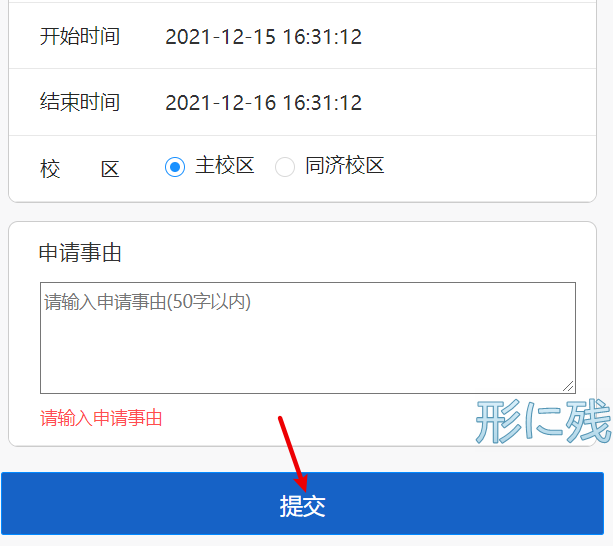 开始时间 2021-12-15 16:31:12
结束时间 2021-12-16 16:31:12
校 区 主校区 同济校区
申请事由
请输入申请事由(50字以内)
请输入申请事由
形に残
提交